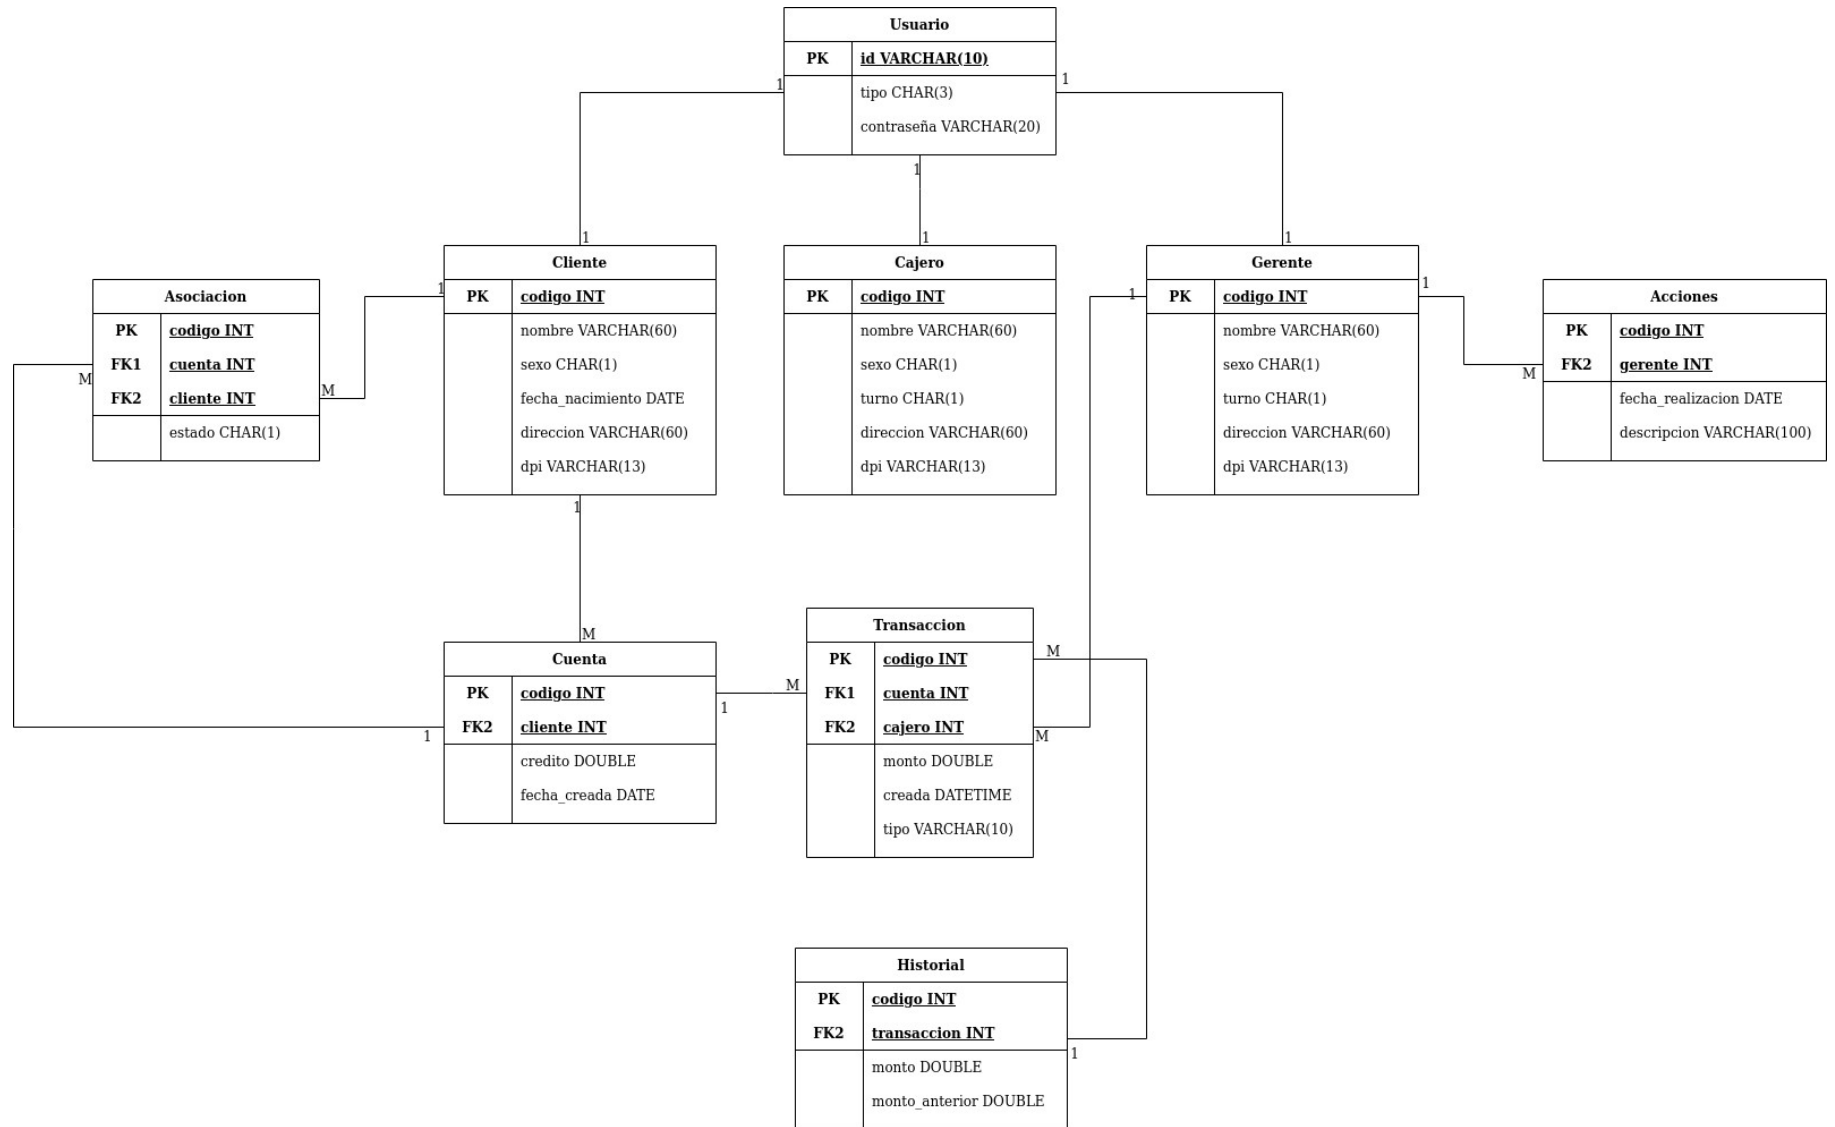 Usuario
PK id VARCHAR(10)
tipo CHAR(3)
contraseña VARCHAR(20)
1
1
1
1
1
1
Asociacion
PK codigo INT
FK1 cuenta INT
FK2 cliente INT
estado CHAR(1)
M
M
Cliente
PK codigo INT
nombre VARCHAR(60)
sexo CHAR(1)
fecha_nacimiento DATE
direccion VARCHAR(60)
dpi VARCHAR(13)
1
1
Cajero
PK codigo INT
nombre VARCHAR(60)
sexo CHAR(1)
turno CHAR(1)
direccion VARCHAR(60)
dpi VARCHAR(13)
Gerente
PK codigo INT
nombre VARCHAR(60)
sexo CHAR(1)
turno CHAR(1)
direccion VARCHAR(60)
dpi VARCHAR(13)
1
1
Acciones
PK codigo INT
FK2 gerente INT
fecha_realizacion DATE
descripcion VARCHAR(100)
M
M
Cuenta
PK codigo INT
FK2 cliente INT
credito DOUBLE
fecha_creada DATE
1
1
M
Transaccion
PK codigo INT
FK1 cuenta INT
FK2 cajero INT
monto DOUBLE
creada DATETIME
tipo VARCHAR(10)
M
M
Historial
PK codigo INT
FK2 transaccion INT
monto DOUBLE
monto_anterior DOUBLE
1